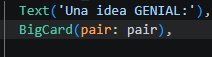 Text('Una idea GENIAL:'),
BigCard(pair: pair),